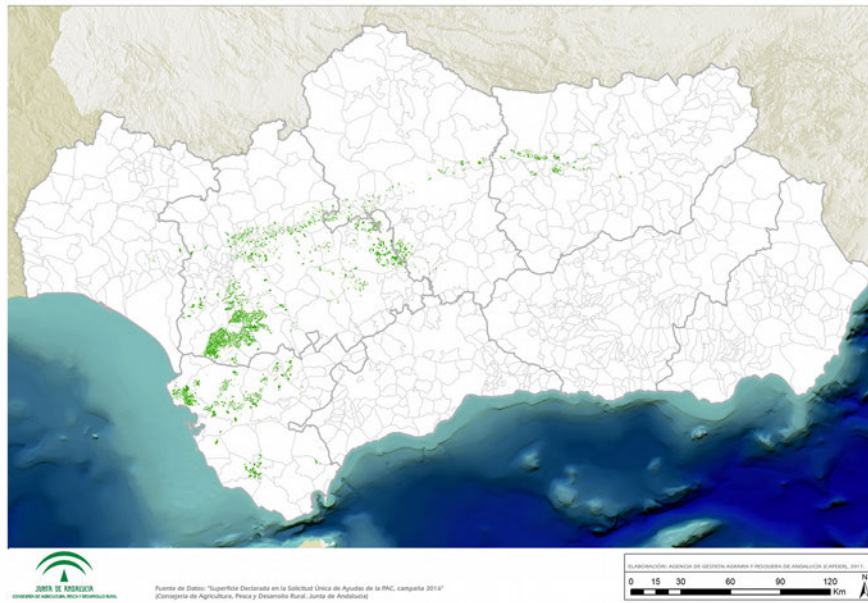 JUNTA DE ANDALUCIA
CONSEJERÍA DE AGRICULTURA, PESCA Y DESARROLLO RURAL
Fuente de Datos: "Superficie Declarada en la Solicitud Única de Ayudas de la PAC, campaña 2016"
(Consejería de Agricultura, Pesca y Desarrollo Rural. Junta de Andalucía)
ELABORACIÓN: AGENCIA DE GESTIÓN AGRARIA Y PESQUERA DE ANDALUCÍA (CAPDER), 2017.
0 15 30 60 90 120
Km
N